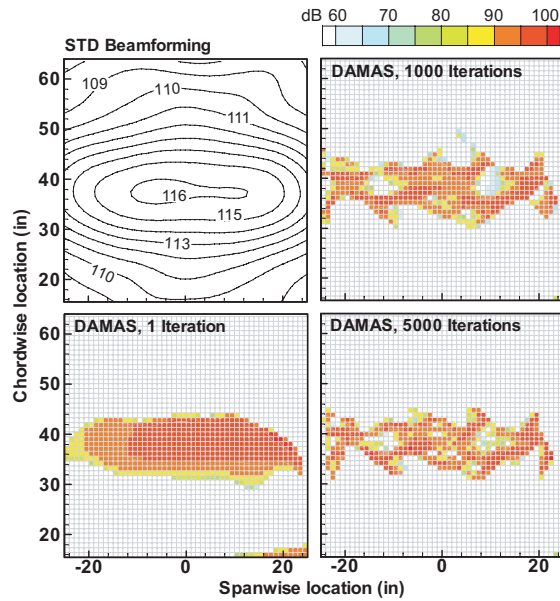 dB 60 70 80 90 100
STD Beamforming
DAMAS, 1000 Iterations
60
50
40
30
20
109
110
111
116
115
113
110
Chordwise location (in)
DAMAS, 1 Iteration
DAMAS, 5000 Iterations
60
50
40
30
20
-20 0 20
-20 0 20
Spanwise location (in)